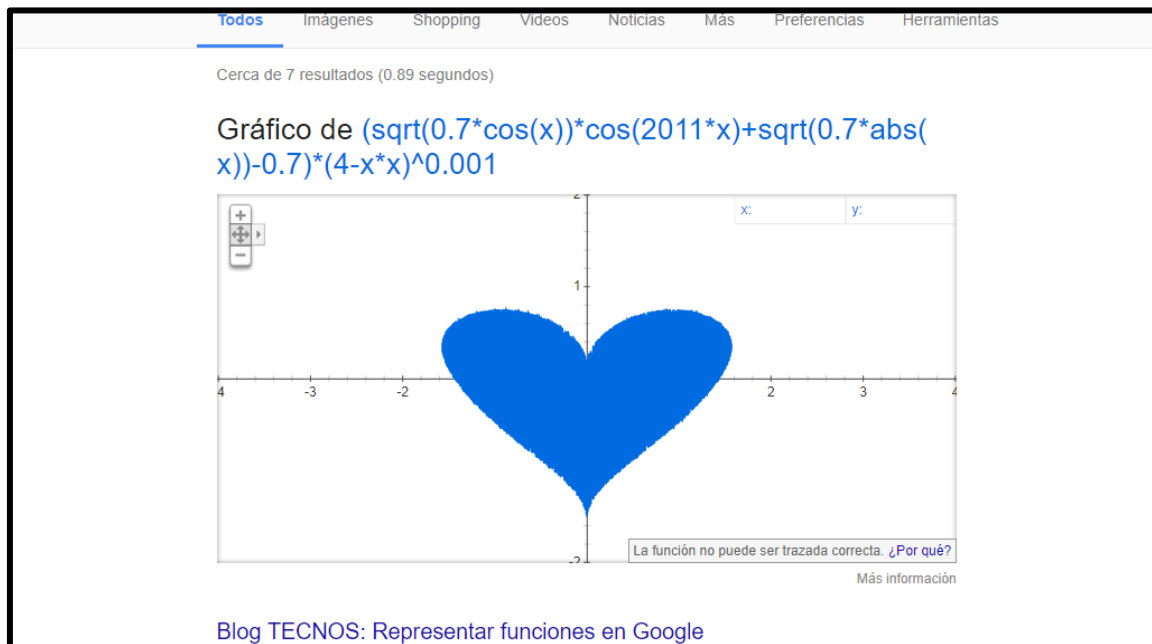 Todos Imágenes Shopping Videos Noticias Más Preferencias Herramientas
Cerca de 7 resultados (0.89 segundos)
Gráfico de (sqrt(0.7*cos(x))*cos(2011*x)+sqrt(0.7*abs(
x))-0.7)*(4-x*x)^0.001
2
x: y:
1
4 -3 -2 2 3 4
-2
La función no puede ser trazada correcta. ¿Por qué?
Más información
Blog TECNOS: Representar funciones en Google